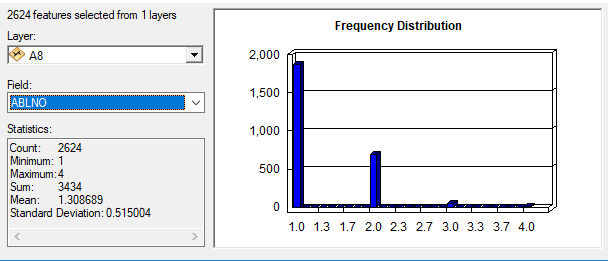 2624 features selected from 1 layers
Layer:
A8
Field:
ABLNO
Statistics:
Count: 2624
Minimum: 1
Maximum: 4
Sum: 3434
Mean: 1.308689
Standard Deviation: 0.515004
Frequency Distribution
2,000
1,500
1,000
500
0
1.0 1.3 1.7 2.0 2.3 2.7 3.0 3.3 3.7 4.0